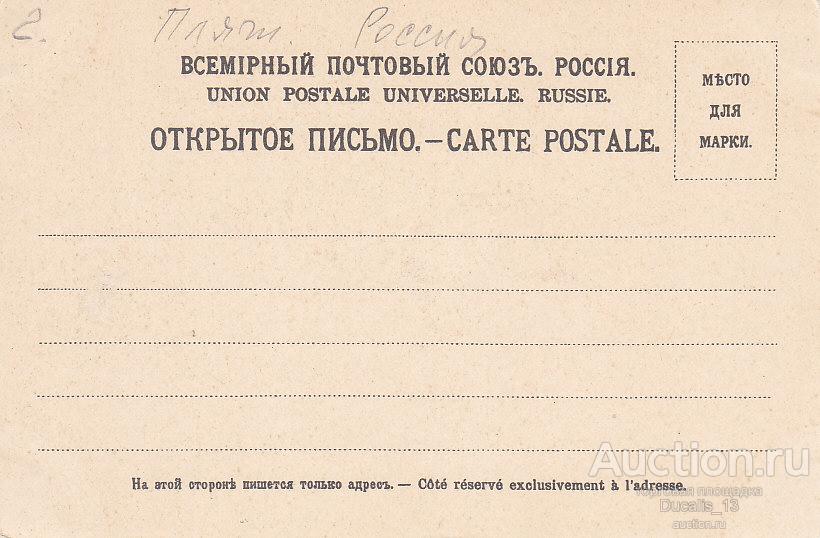 2. Пляж. Россия
ВСЕМІРНЫЙ ПОЧТОВЫЙ СОЮЗЪ. РОССІЯ.
UNION POSTALE UNIVERSELLE. RUSSIE.
ОТКРЫТОЕ ПИСЬМО.—CARTE POSTALE.
МѢСТО
ДЛЯ
МАРКИ.
На этой сторонѣ пишется только адресъ. — Côté réservé exclusivement à l'adresse.
Auction.ru
торговая площадка
Ducalis_13
auction.ru